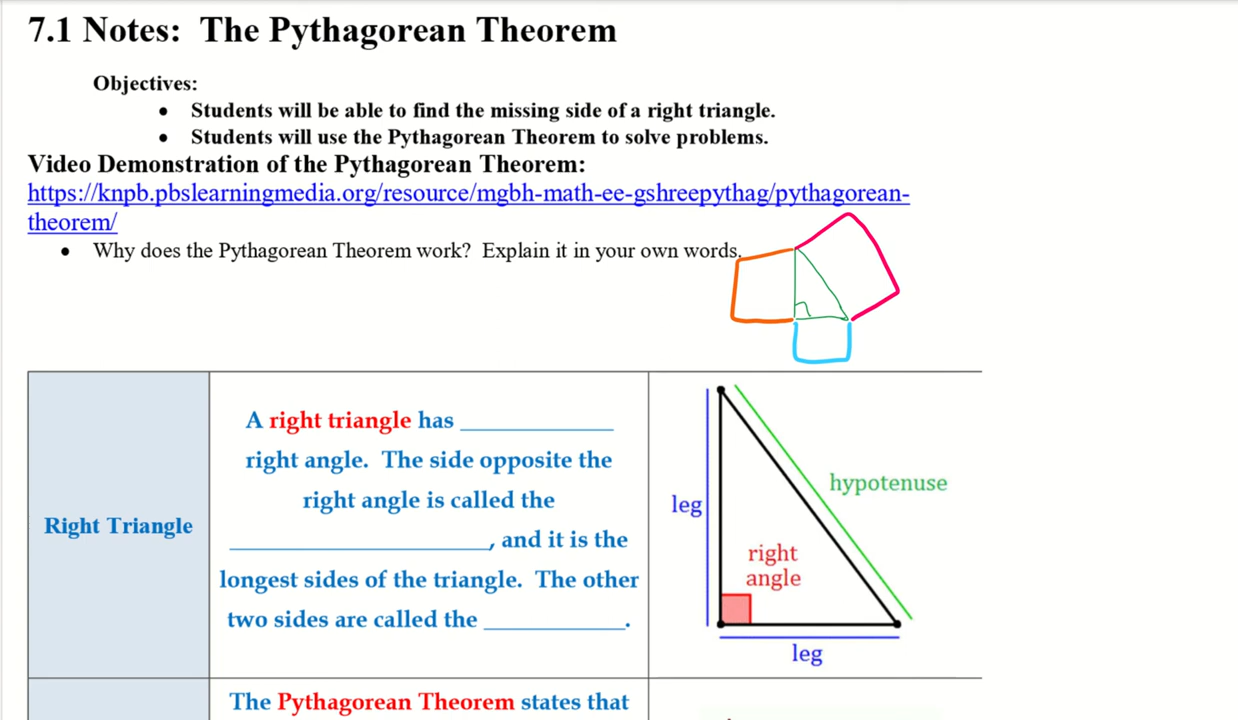 7.1 Notes: The Pythagorean Theorem
Objectives:
• Students will be able to find the missing side of a right triangle.
• Students will use the Pythagorean Theorem to solve problems.
Video Demonstration of the Pythagorean Theorem:
https://knpb.pbslearningmedia.org/resource/mgbh-math-ee-gshreepythag/pythagorean-
theorem/
• Why does the Pythagorean Theorem work? Explain it in your own words.
Right Triangle
A right triangle has ____________
right angle. The side opposite the
right angle is called the
____________________, and it is the
longest sides of the triangle. The other
two sides are called the ___________.
leg
hypotenuse
right
angle
leg
The Pythagorean Theorem states that